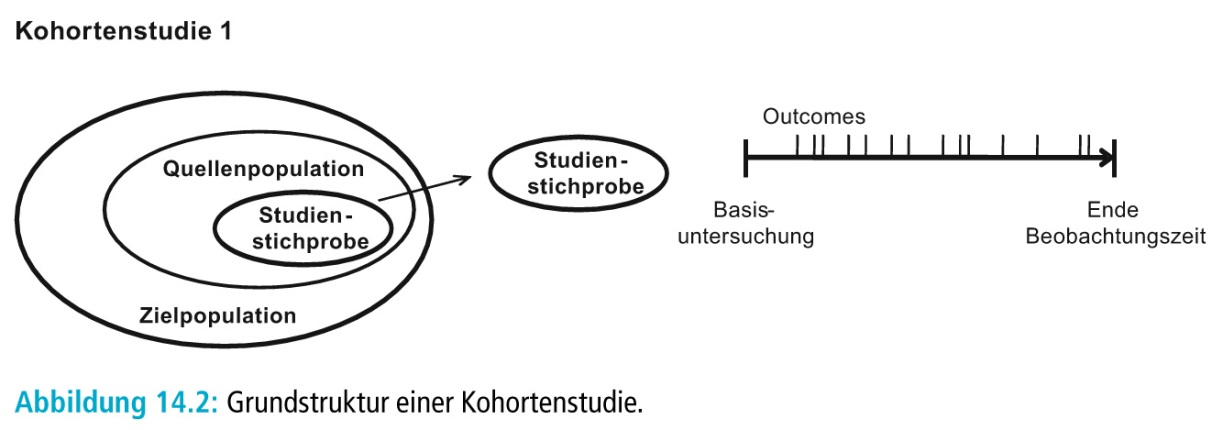 Kohortenstudie 1
Quellenpopulation
Studien-
stichprobe
Zielpopulation
Studien-
stichprobe
Outcomes
Basis-
untersuchung
Ende
Beobachtungszeit
Abbildung 14.2: Grundstruktur einer Kohortenstudie.